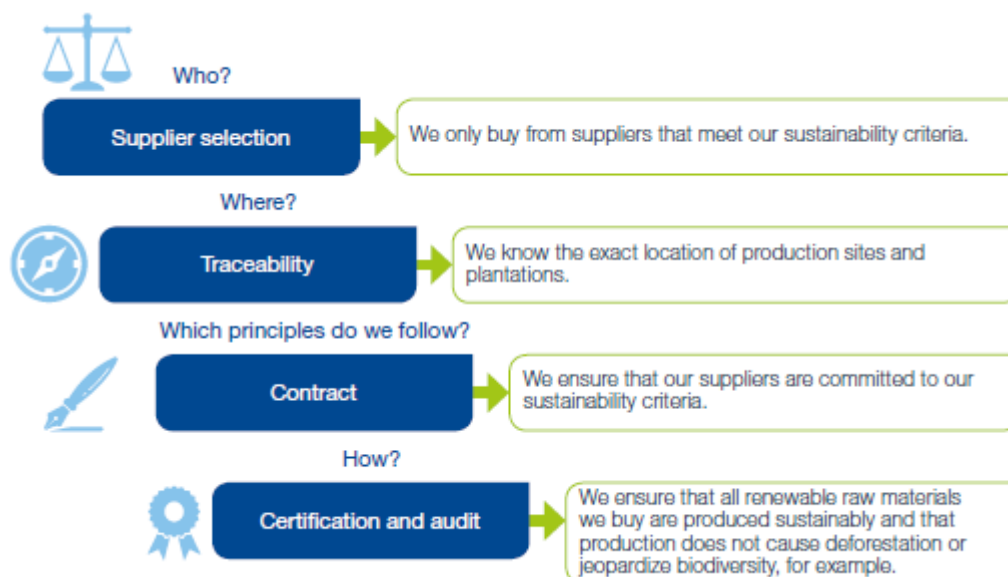 Who?
Supplier selection
We only buy from suppliers that meet our sustainability criteria.
Where?
Traceability
We know the exact location of production sites and
plantations.
Which principles do we follow?
Contract
We ensure that our suppliers are committed to our
sustainability criteria.
How?
Certification and audit
We ensure that all renewable raw materials
we buy are produced sustainably and that
production does not cause deforestation or
jeopardize biodiversity, for example.